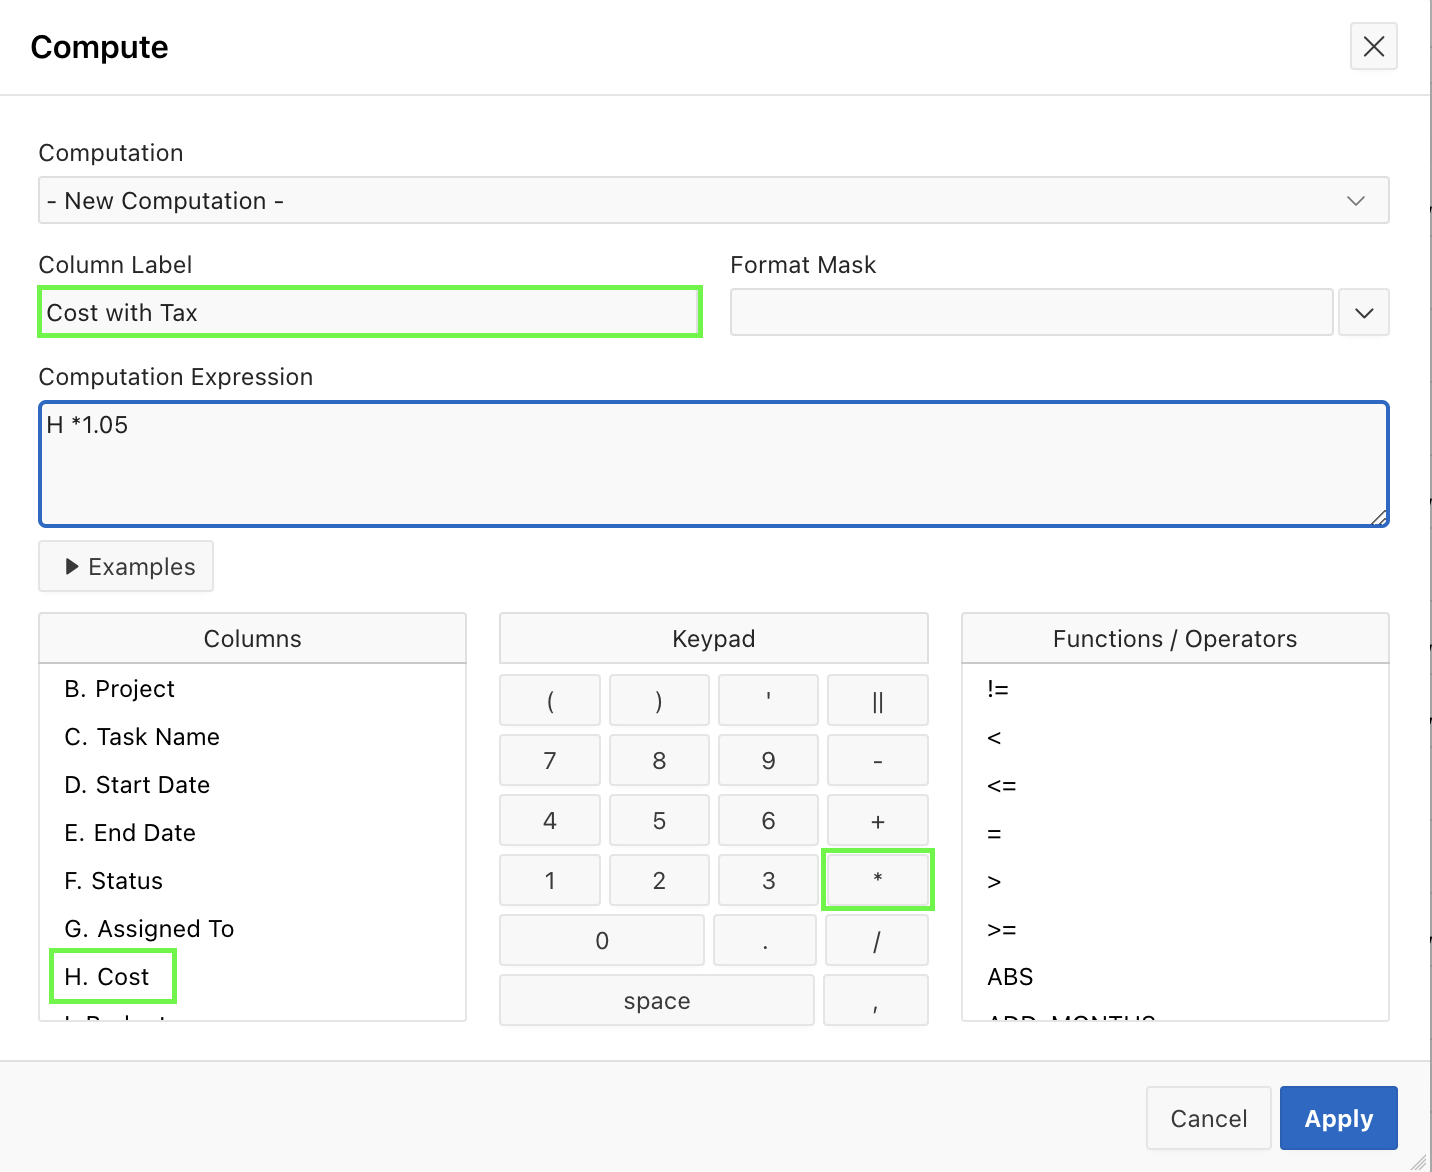 Compute
Computation
- New Computation -
Column Label
Format Mask
Cost with Tax
Computation Expression
H *1.05
Examples
Columns
B. Project
C. Task Name
D. Start Date
E. End Date
F. Status
G. Assigned To
H. Cost
Keypad
( ) ' ||
7 8 9 -
4 5 6 +
1 2 3 *
0 . /
space ,
Functions / Operators
!=
<
<=
=
>
>=
ABS
ADD_MONTHS
Cancel
Apply